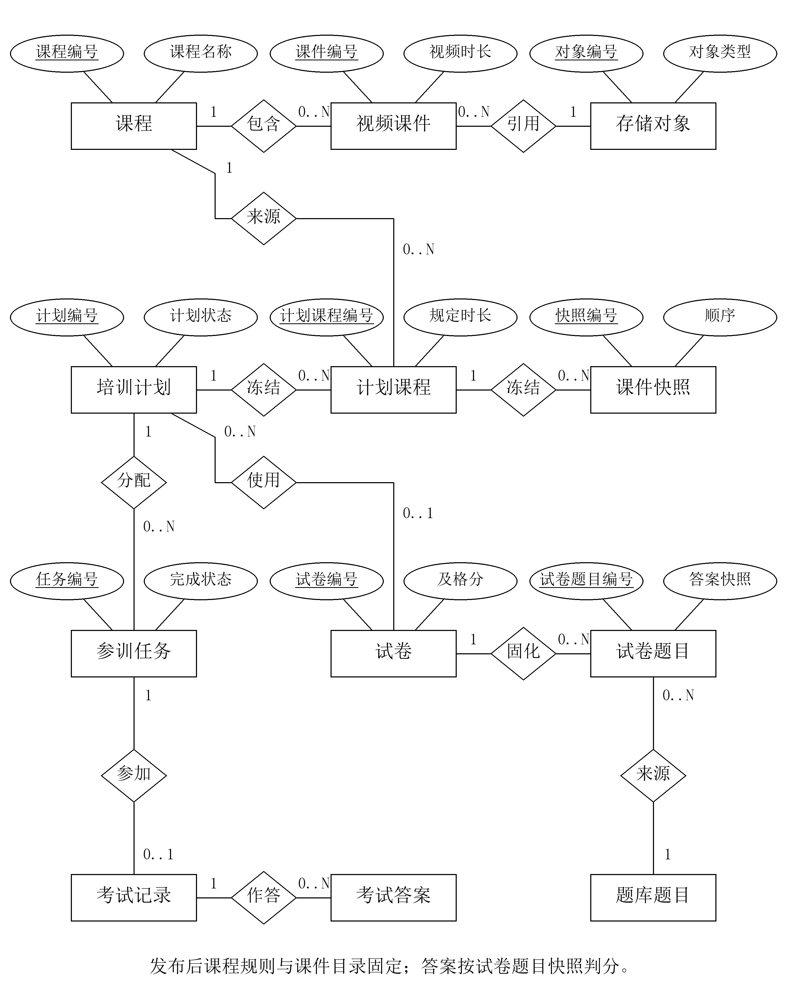 课程编号 课程名称 课件编号 视频时长 对象编号 对象类型
课程 1 包含 0..N 视频课件 0..N 引用 1 存储对象
1
来源
0..N
计划编号 计划状态 计划课程编号 规定时长 快照编号 顺序
培训计划 1 冻结 0..N 计划课程 1 冻结 0..N 课件快照
1 0..N
分配 使用
0..N 0..1
任务编号 完成状态 试卷编号 及格分 试卷题目编号 答案快照
参训任务 试卷 1 固化 0..N 试卷题目
1 0..N
参加 来源
0..1 1
考试记录 1 作答 0..N 考试答案 题库题目
发布后课程规则与课件目录固定；答案按试卷题目快照判分。